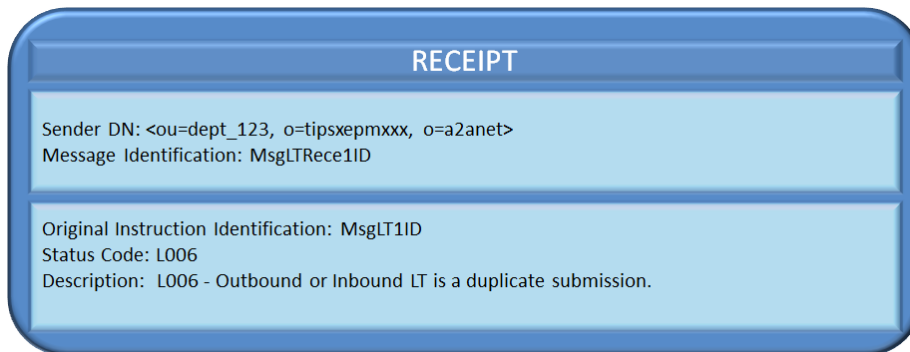 RECEIPT
Sender DN: <ou=dept_123, o=tipsxepmxxx, o=a2anet>
Message Identification: MsgLTRece1ID
Original Instruction Identification: MsgLT1ID
Status Code: L006
Description: L006 - Outbound or Inbound LT is a duplicate submission.